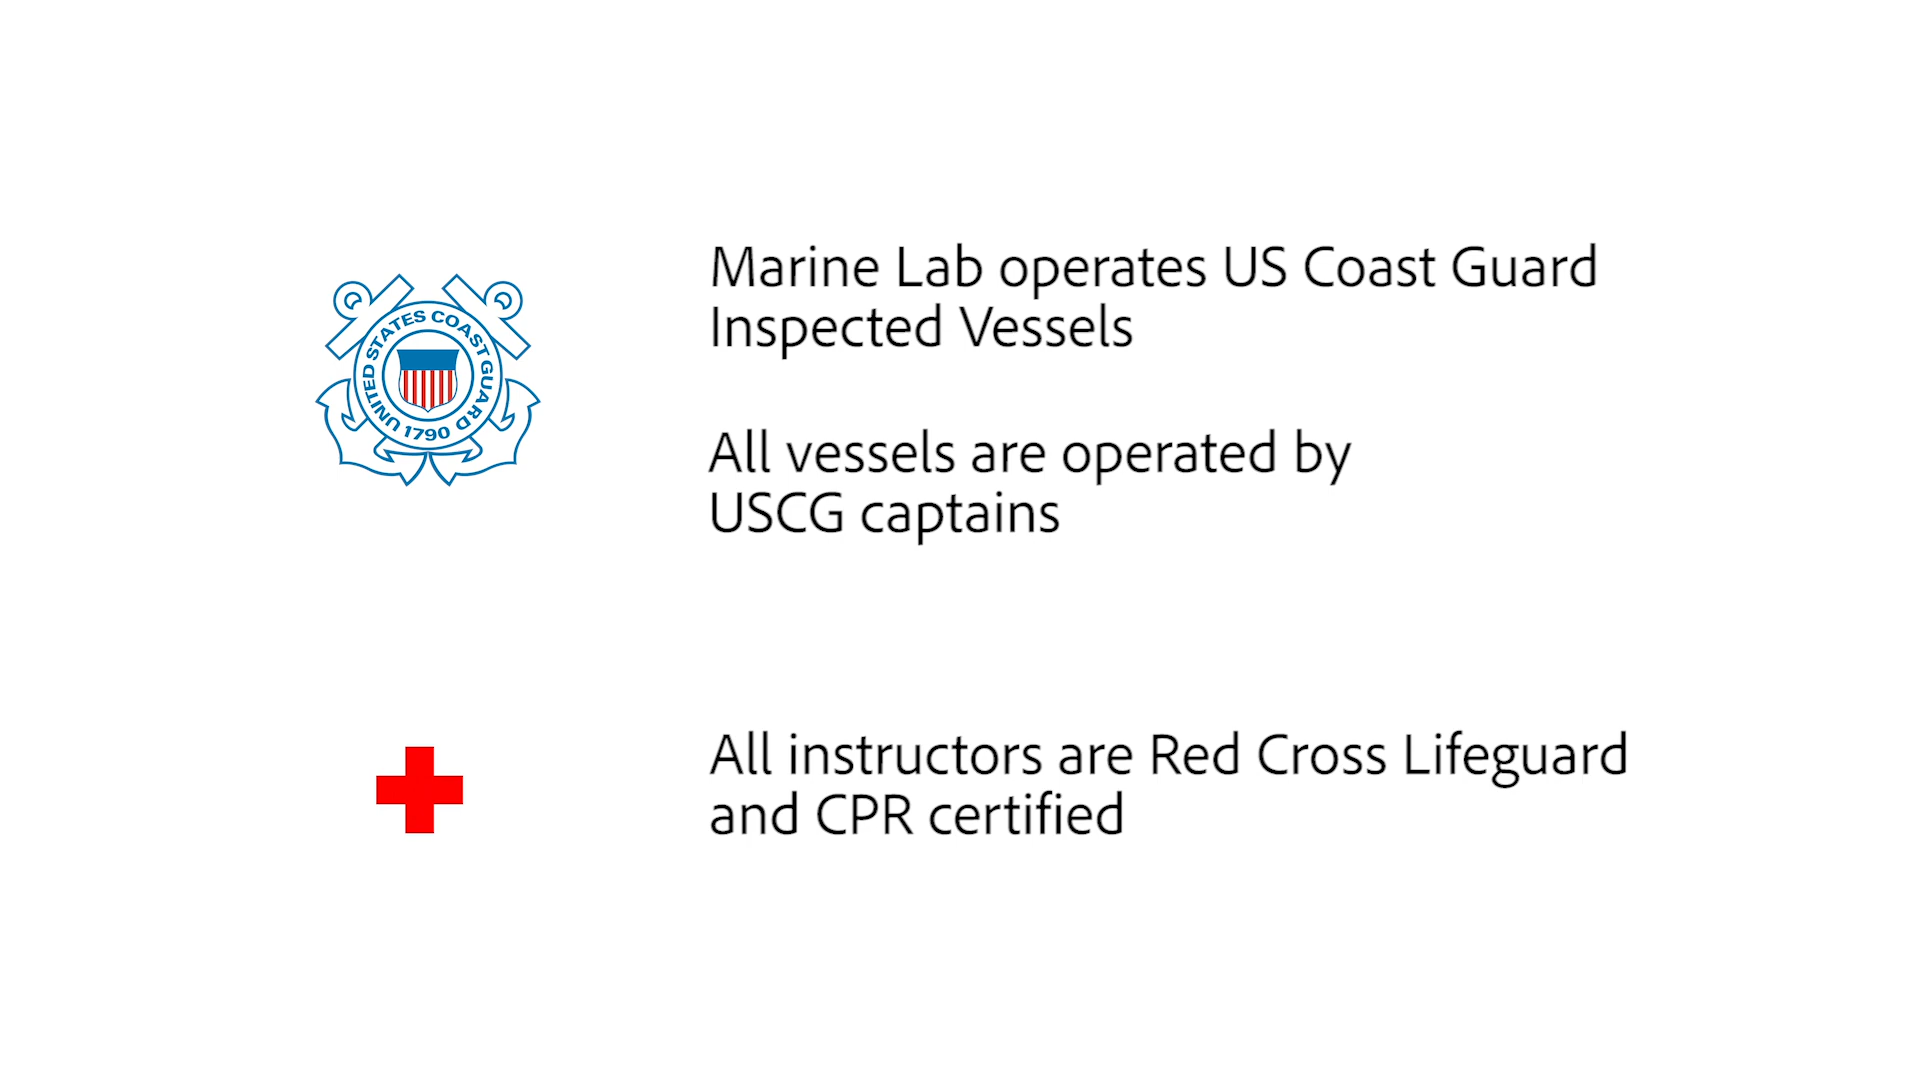 UNITED STATES COAST GUARD
1790
Marine Lab operates US Coast Guard
Inspected Vessels
All vessels are operated by
USCG captains
All instructors are Red Cross Lifeguard
and CPR certified